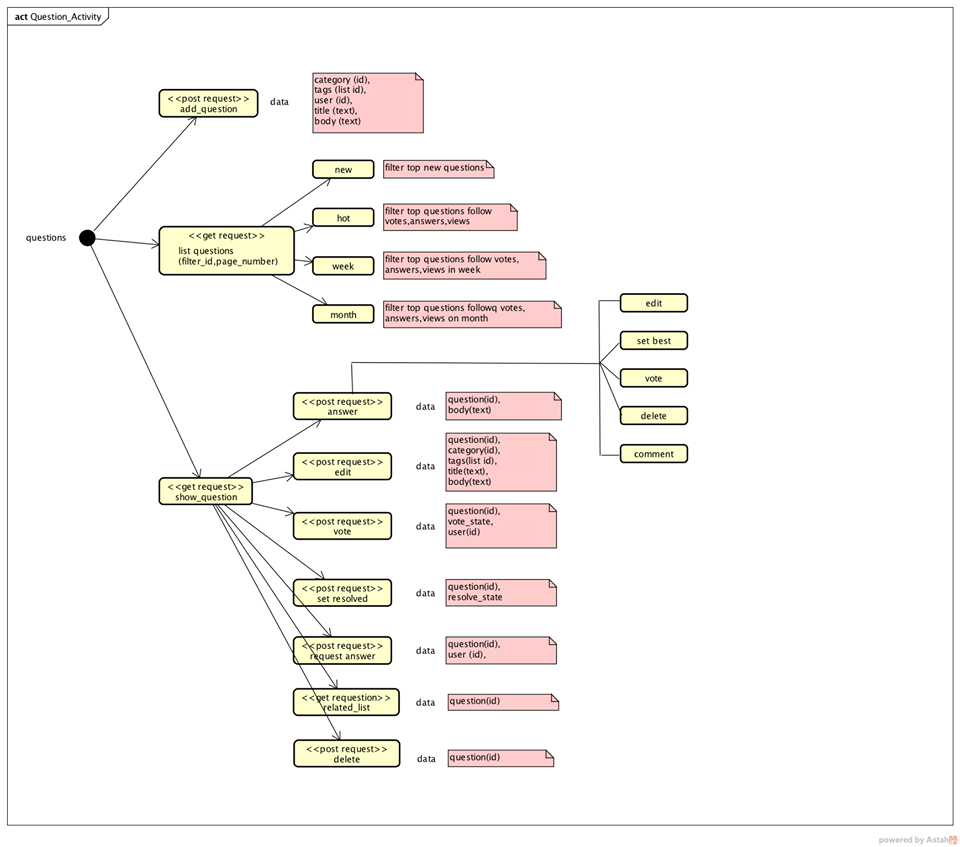 act Question_Activity
<<post request>>
add_question
data
category (id),
tags (list id),
user (id),
title (text),
body (text)
questions
<<get request>>
list questions
(filter_id,page_number)
new
filter top new questions
hot
filter top questions follow
votes,answers,views
week
filter top questions follow votes,
answers,views in week
month
filter top questions followq votes,
answers,views on month
edit
set best
vote
delete
comment
<<post request>>
answer
data
question(id),
body(text)
<<post request>>
edit
data
question(id),
category(id),
tags(list id),
title(text),
body(text)
<<get request>>
show_question
<<post request>>
vote
data
question(id),
vote_state,
user(id)
<<post request>>
set resolved
data
question(id),
resolve_state
<<post request>>
request answer
data
question(id),
user (id),
<<get requestion>>
related_list
data
question(id)
<<post request>>
delete
data
question(id)
powered by Astah